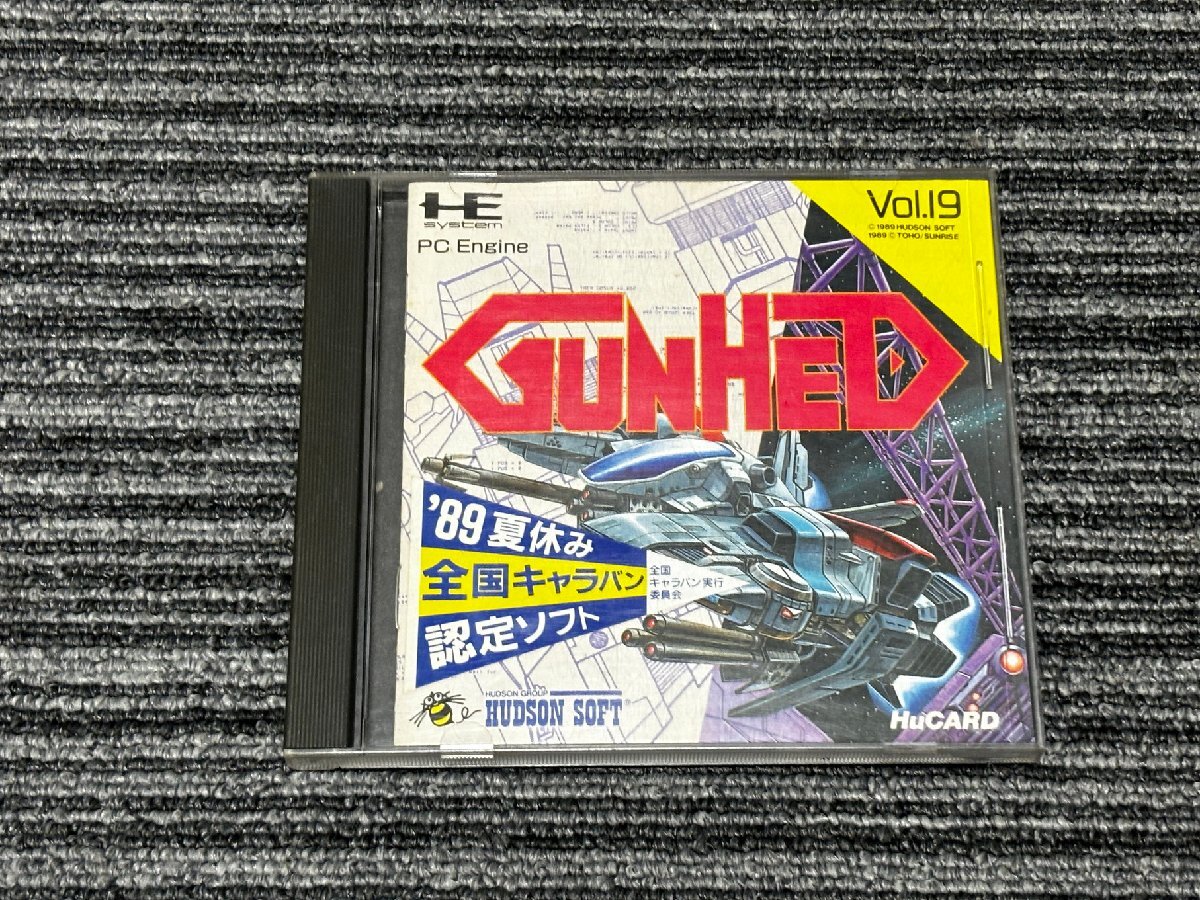 HE
system
PC Engine
Vol.19
© 1989 HUDSON SOFT
1989 © TOHO/SUNRISE
GUNHED
'89 夏休み
全国キャラバン
認定ソフト
全国
キャラバン実行
委員会
HUDSON GROUP
HUDSON SOFT
HuCARD